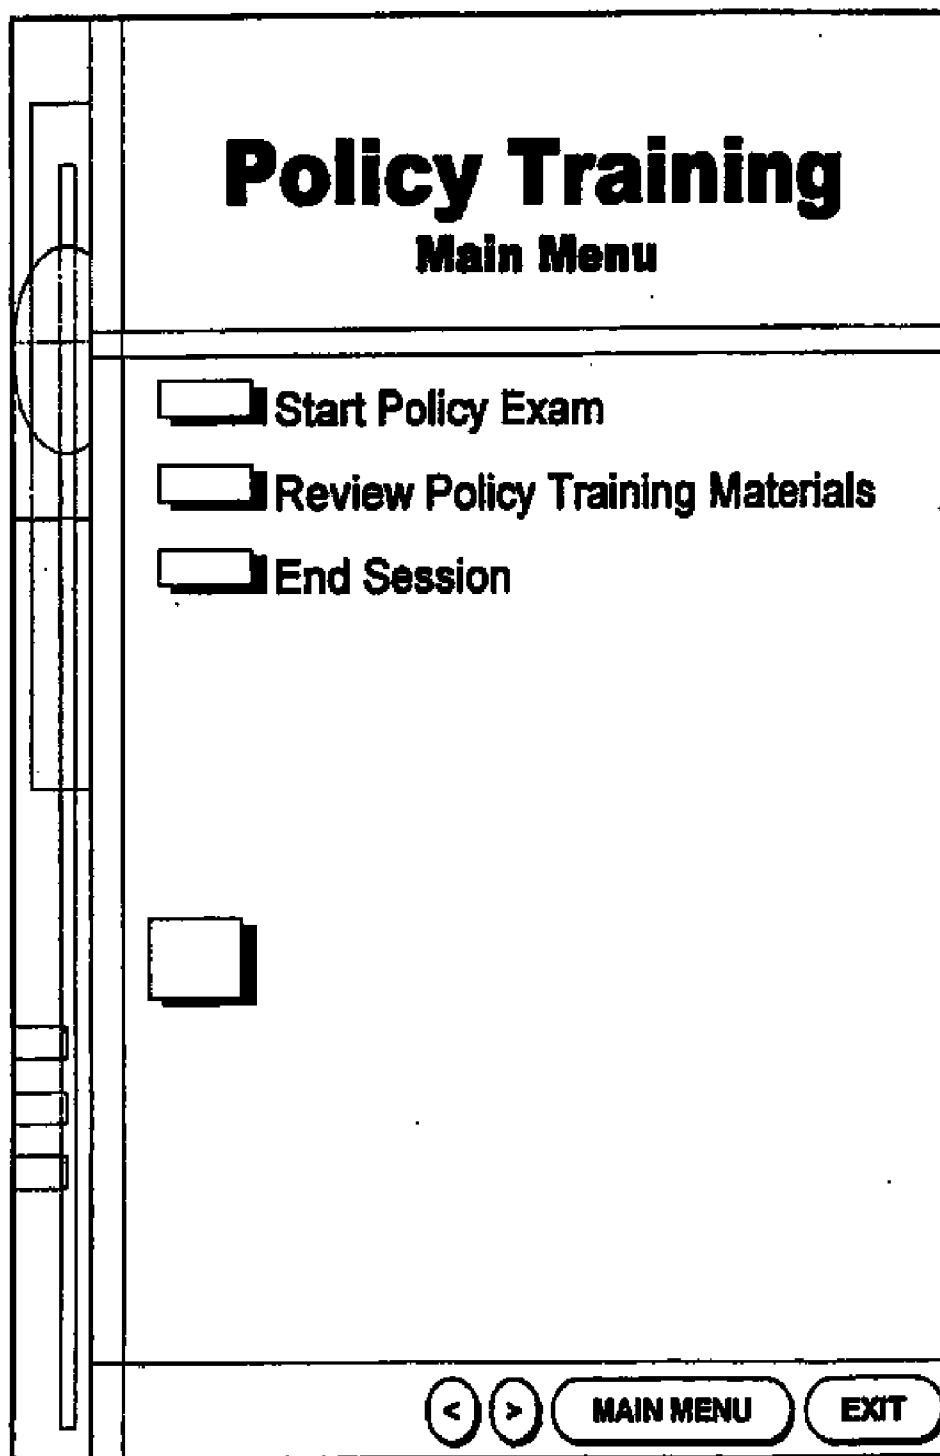 Policy Training
Main Menu
Start Policy Exam
Review Policy Training Materials
End Session
< > MAIN MENU EXIT